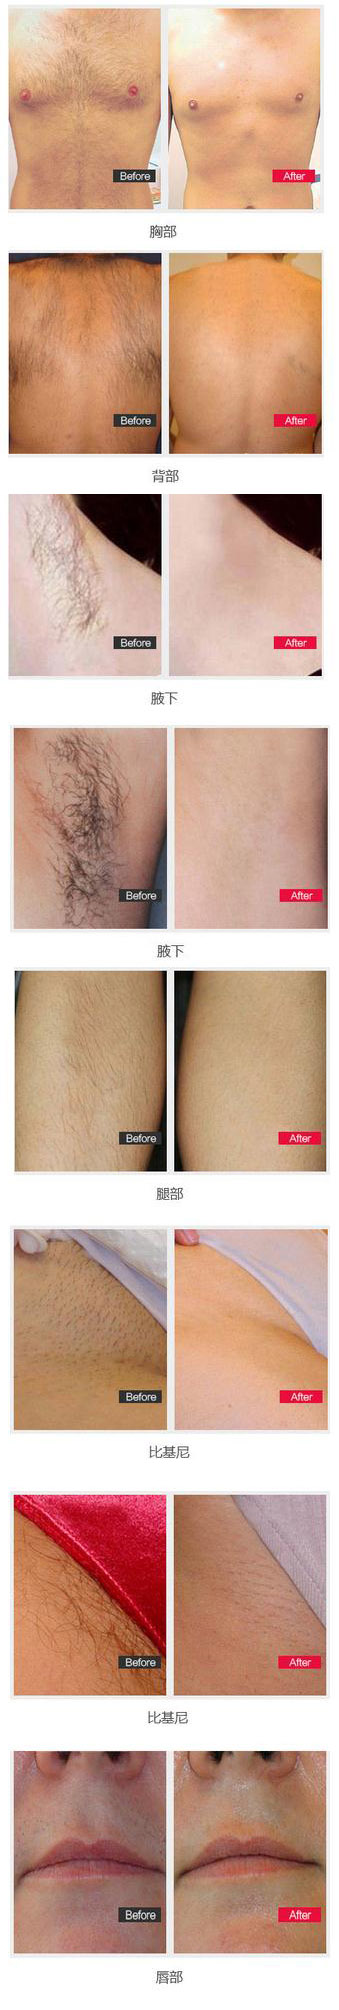 Before After
胸部
Before After
背部
Before After
腋下
Before After
腋下
Before After
腿部
Before After
比基尼
Before After
比基尼
Before After
唇部